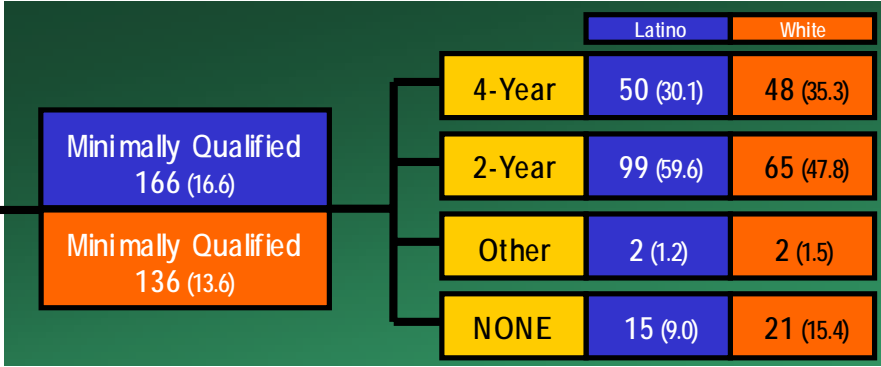 Latino White
4-Year 50 (30.1) 48 (35.3)
Minimally Qualified
166 (16.6)
2-Year 99 (59.6) 65 (47.8)
Minimally Qualified
136 (13.6)
Other 2 (1.2) 2 (1.5)
NONE 15 (9.0) 21 (15.4)